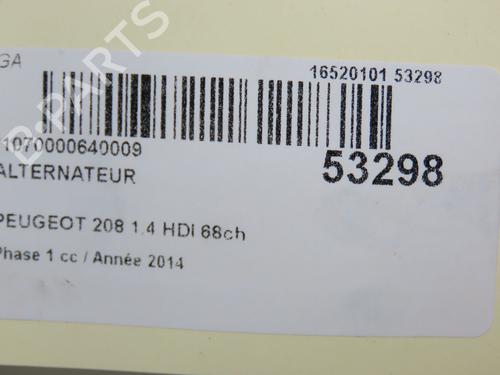 GA
16520101 53298
1070000640009
53298
ALTERNATEUR
PEUGEOT 208 1.4 HDI 68ch
Phase 1 cc / Année 2014
B-PARTS